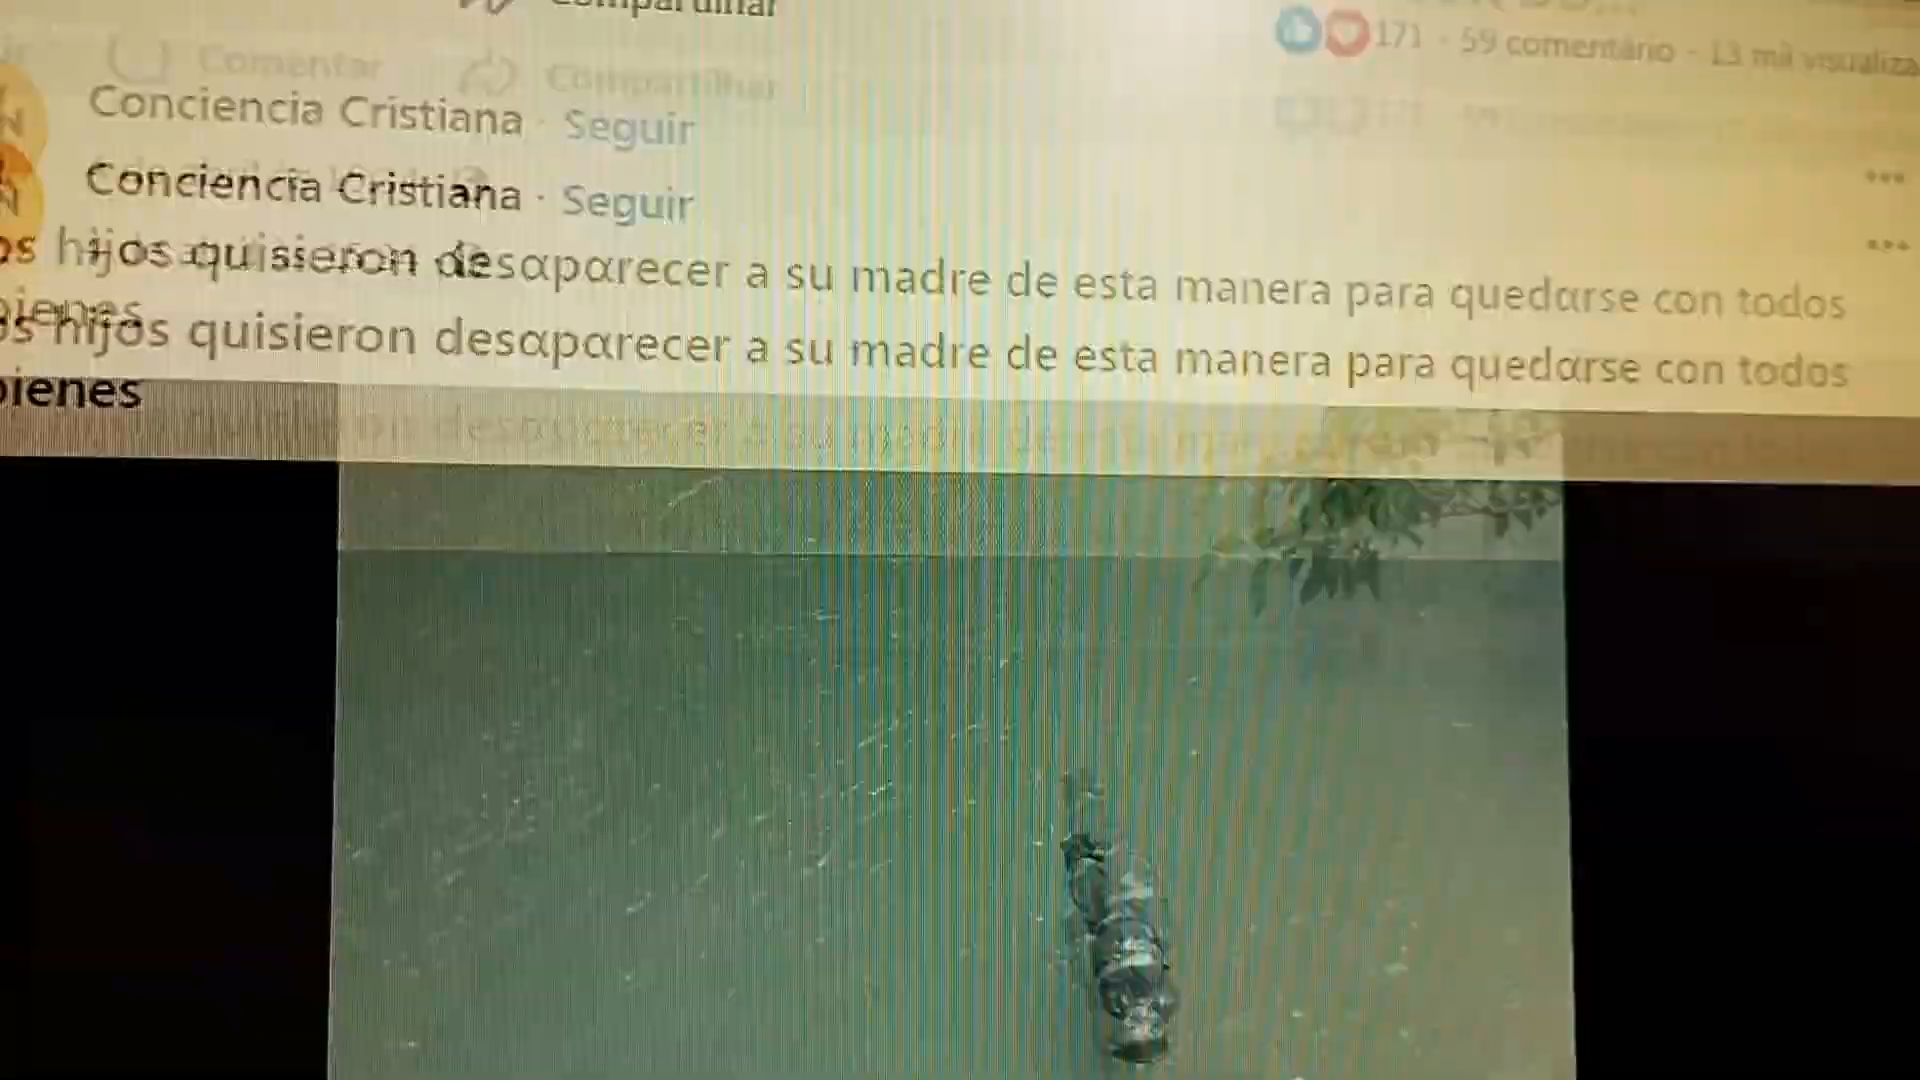 Compartilhar
171 · 59 comentário · 13 mil visualiza
Comentar Compartilhar
Conciencia Cristiana · Seguir
Conciencia Cristiana · Seguir
os hijos quisieron desaparecer a su madre de esta manera para quedarse con todos
bienes
os hijos quisieron desaparecer a su madre de esta manera para quedarse con todos
bienes